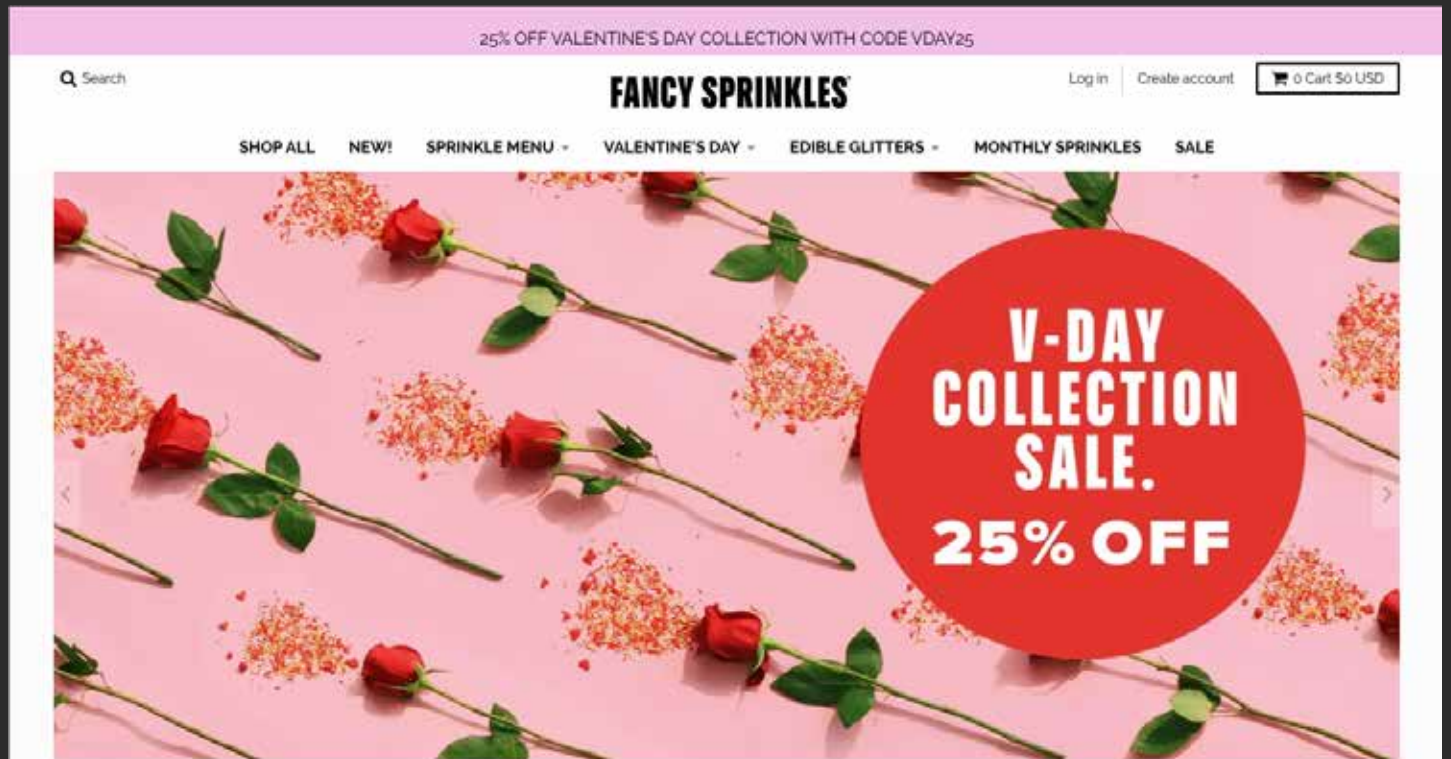 25% OFF VALENTINE'S DAY COLLECTION WITH CODE VDAY25
Search
FANCY SPRINKLES
Log in
Create account
0 Cart $0 USD
SHOP ALL
NEW!
SPRINKLE MENU
VALENTINE'S DAY
EDIBLE GLITTERS
MONTHLY SPRINKLES
SALE
V-DAY
COLLECTION
SALE.
25% OFF